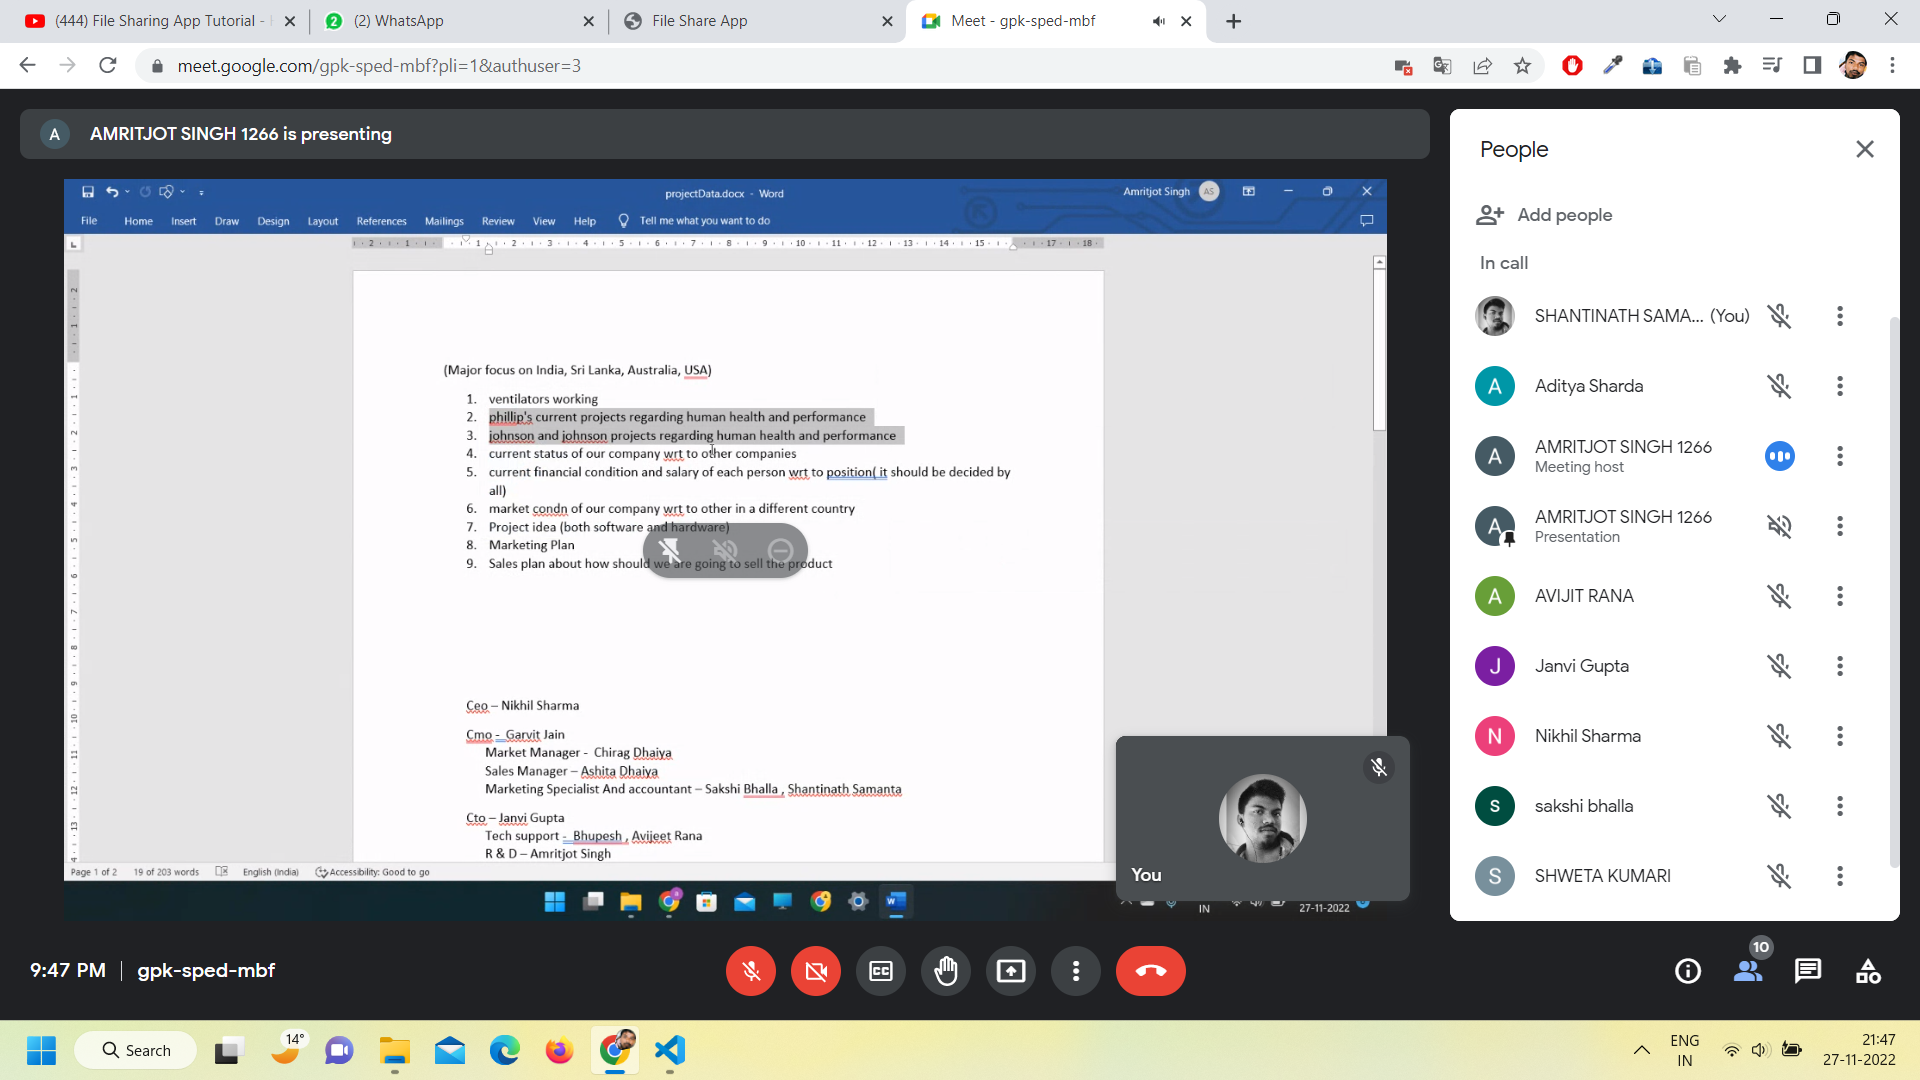 (444) File Sharing App Tutorial -
(2) WhatsApp
File Share App
Meet - gpk-sped-mbf
meet.google.com/gpk-sped-mbf?pli=1&authuser=3
A AMRITJOT SINGH 1266 is presenting
projectData.docx - Word
Amritjot Singh AS
File Home Insert Draw Design Layout References Mailings Review View Help Tell me what you want to do
(Major focus on India, Sri Lanka, Australia, USA)
1. ventilators working
2. phillip's current projects regarding human health and performance
3. johnson and johnson projects regarding human health and performance
4. current status of our company wrt to other companies
5. current financial condition and salary of each person wrt to position( it should be decided by
all)
6. market condn of our company wrt to other in a different country
7. Project idea (both software and hardware)
8. Marketing Plan
9. Sales plan about how should we are going to sell the product
Ceo – Nikhil Sharma
Cmo - Garvit Jain
Market Manager - Chirag Dhaiya
Sales Manager – Ashita Dhaiya
Marketing Specialist And accountant – Sakshi Bhalla , Shantinath Samanta
Cto – Janvi Gupta
Tech support - Bhupesh , Avijeet Rana
R & D – Amritjot Singh
Page 1 of 2 19 of 203 words English (India) Accessibility: Good to go
IN
27-11-2022
You
People
Add people
In call
SHANTINATH SAMA... (You)
A Aditya Sharda
A AMRITJOT SINGH 1266
Meeting host
A AMRITJOT SINGH 1266
Presentation
A AVIJIT RANA
J Janvi Gupta
N Nikhil Sharma
s sakshi bhalla
S SHWETA KUMARI
9:47 PM | gpk-sped-mbf
CC
10
Search
14°
ENG
IN
21:47
27-11-2022